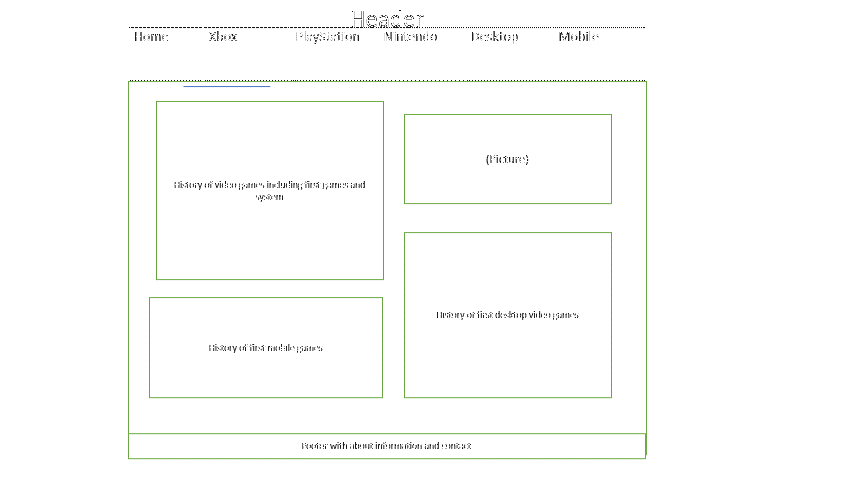 Header
Home Xbox PlayStation Nintendo Desktop Mobile
History of video games including first games and
system
{Picture}
History of first desktop video games
History of first mobile games
Footer with about information and contact